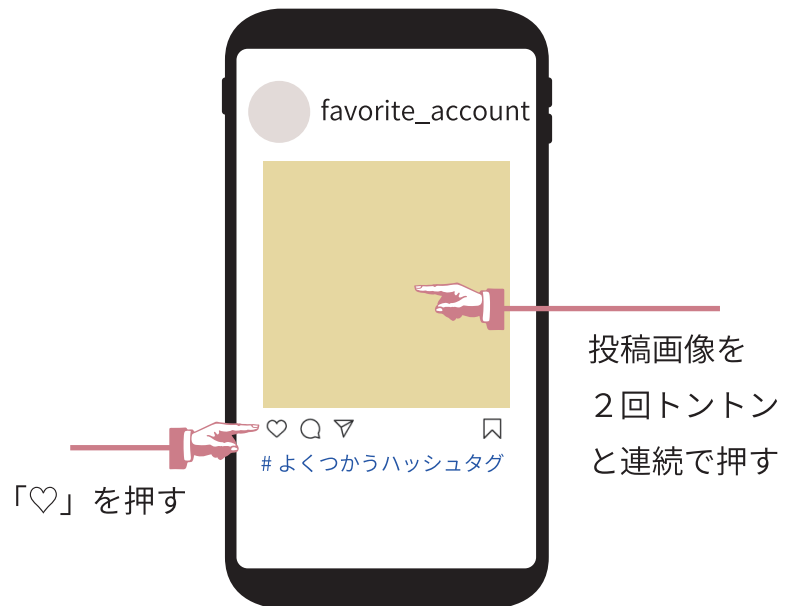 favorite_account
投稿画像を
２回トントン
と連続で押す
# よくつかうハッシュタグ
「♡」を押す